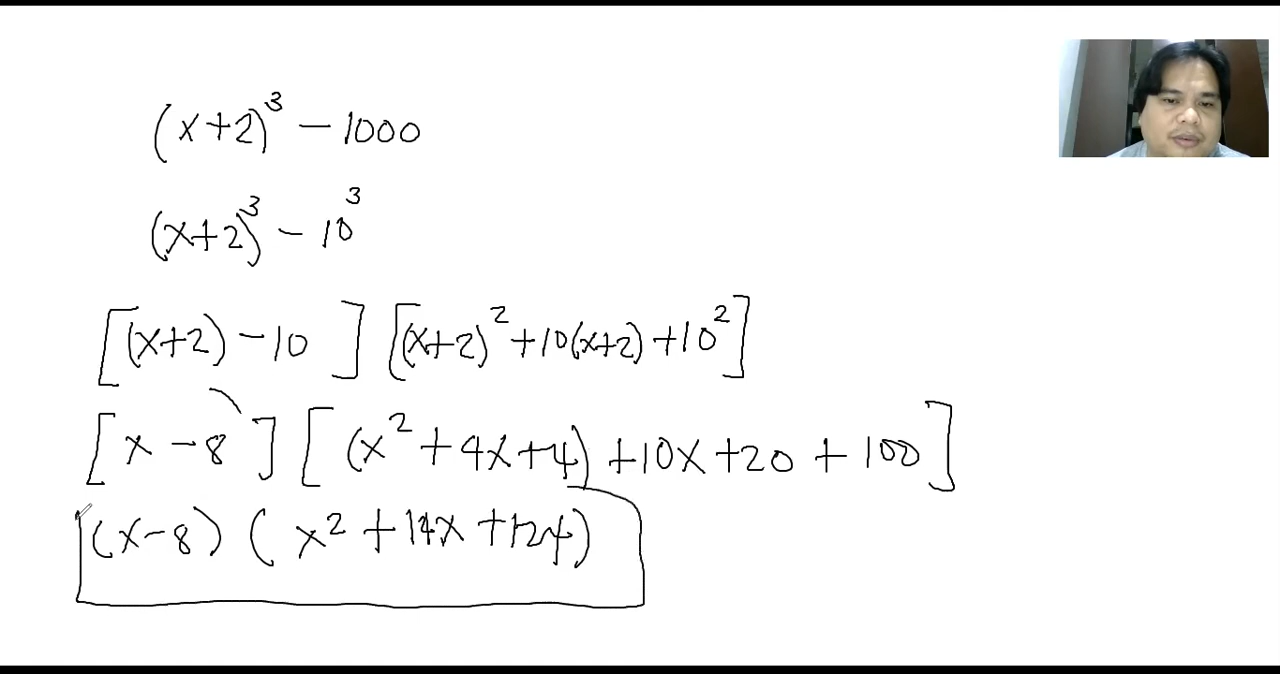 (x+2)³ − 1000
(x+2)³ − 10³
[(x+2) − 10] [(x+2)² + 10(x+2) + 10²]
[x − 8] [(x² + 4x + 4) + 10x + 20 + 100]
(x − 8) (x² + 14x + 124)